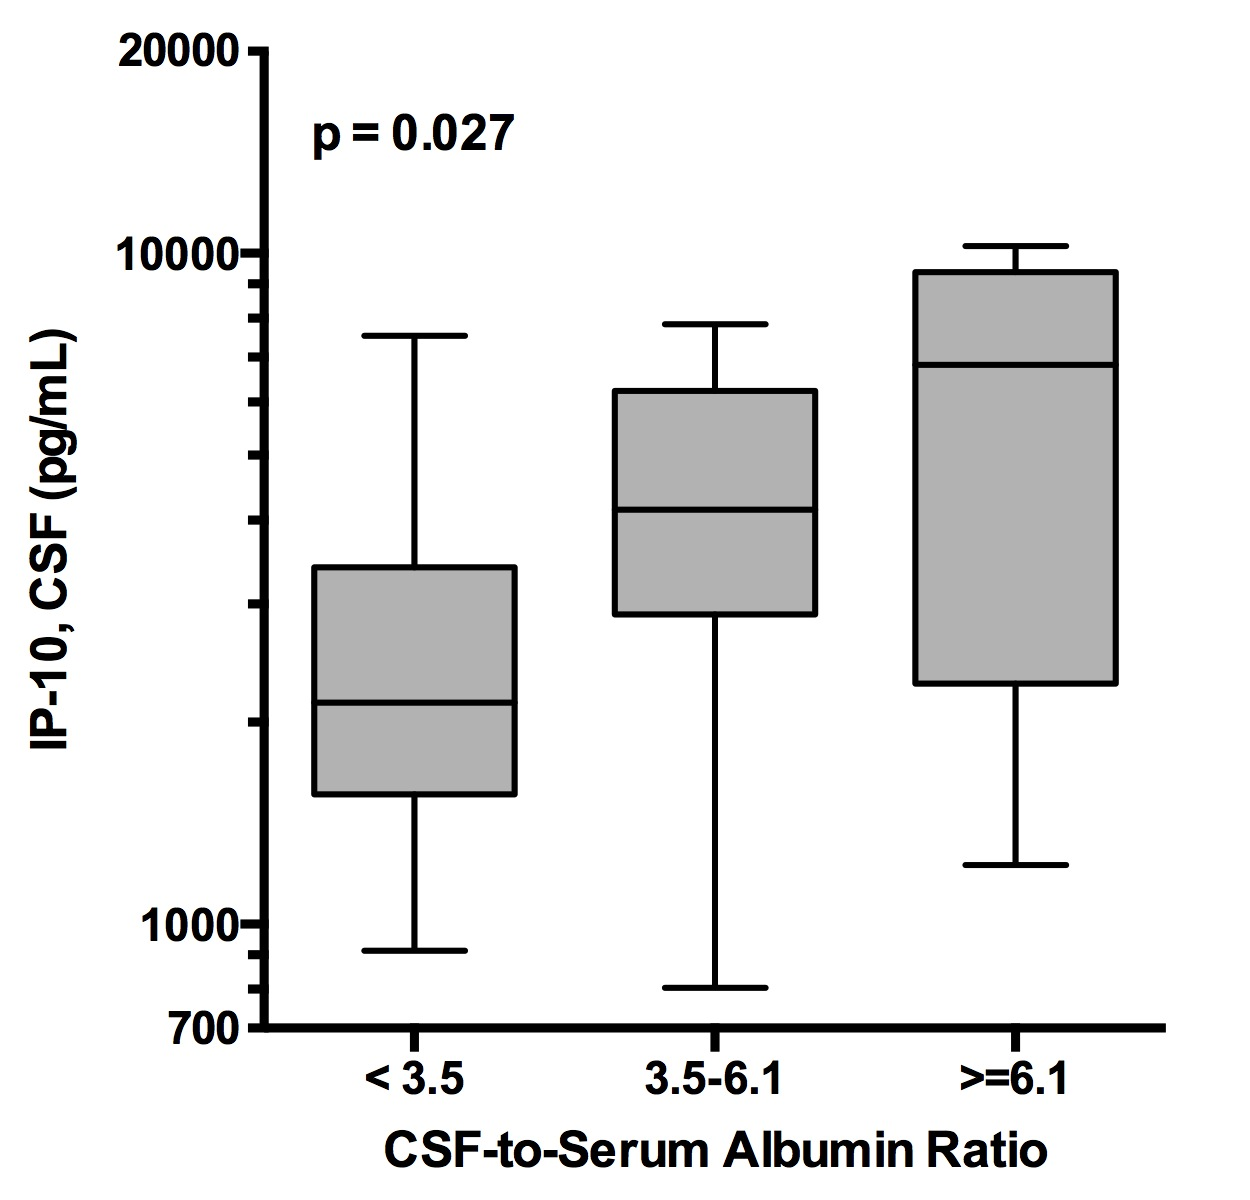 20000
p = 0.027
10000
IP-10, CSF (pg/mL)
1000
700
< 3.5
3.5-6.1
>=6.1
CSF-to-Serum Albumin Ratio